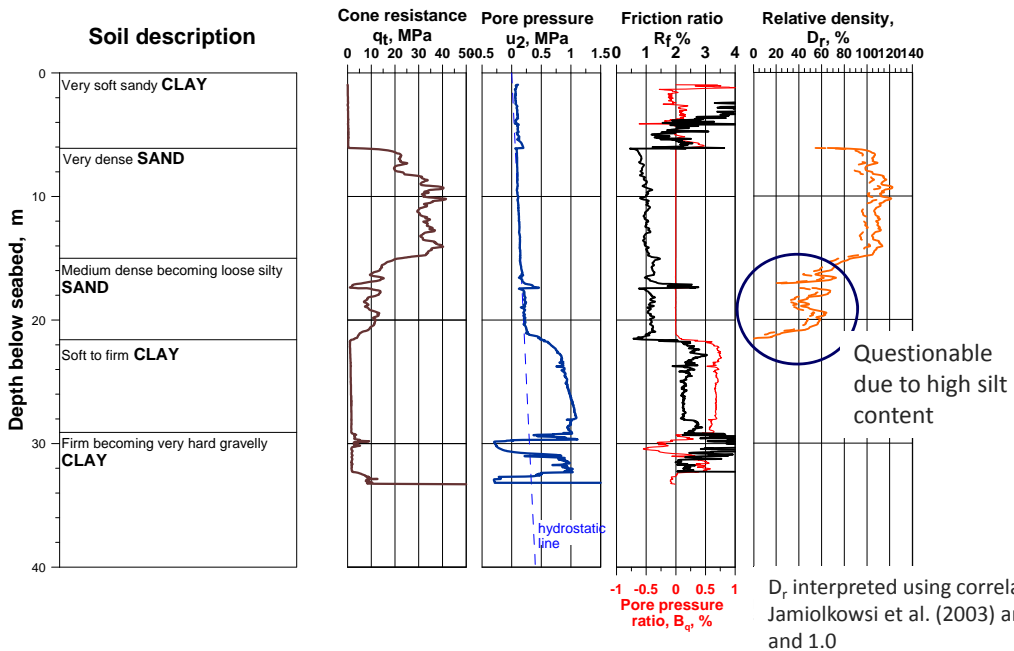 Soil description
Cone resistance
qt, MPa
0 10 20 30 40 50
Pore pressure
u2, MPa
-0.5 0 0.5 1 1.5
Friction ratio
Rf %
0 1 2 3 4
Relative density,
Dr, %
0 20 40 60 80 100 120 140
Depth below seabed, m
0
10
20
30
40
Very soft sandy CLAY
Very dense SAND
Medium dense becoming loose silty
SAND
Soft to firm CLAY
Firm becoming very hard gravelly
CLAY
hydrostatic
line
Questionable
due to high silt
content
-1 -0.5 0 0.5 1
Pore pressure
ratio, Bq, %
Dr interpreted using correla
Jamiolkowsi et al. (2003) a
and 1.0